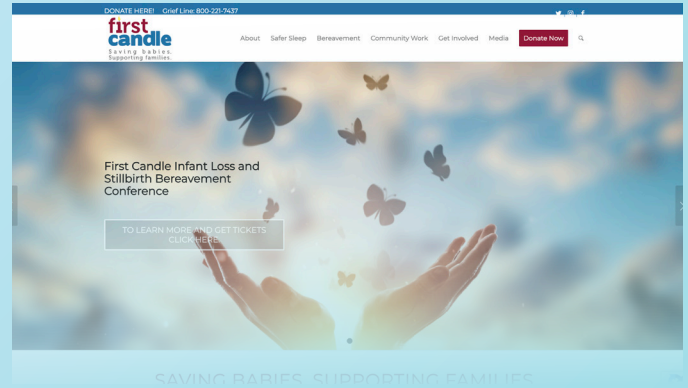 DONATE HERE! Grief Line: 800-221-7437
first
candle
Saving babies.
Supporting families.
About Safer Sleep Bereavement Community Work Get Involved Media Donate Now
First Candle Infant Loss and
Stillbirth Bereavement
Conference
TO LEARN MORE AND GET TICKETS
CLICK HERE
SAVING BABIES. SUPPORTING FAMILIES.